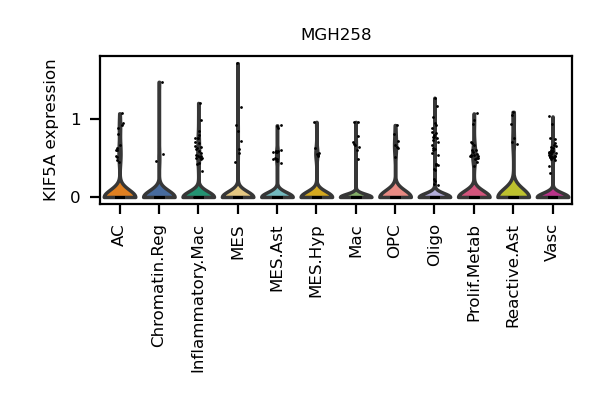 MGH258
KIF5A expression
1
0
AC
Chromatin.Reg
Inflammatory.Mac
MES
MES.Ast
MES.Hyp
Mac
OPC
Oligo
Prolif.Metab
Reactive.Ast
Vasc